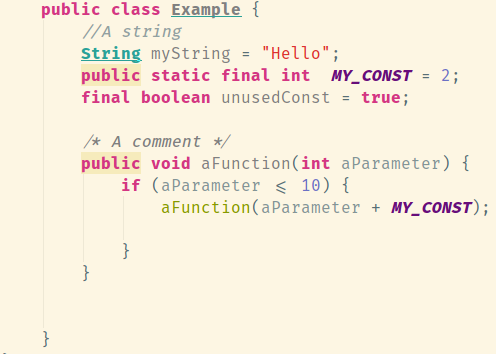 public class Example {
//A string
String myString = "Hello";
public static final int  MY_CONST = 2;
final boolean unusedConst = true;
/* A comment */
public void aFunction(int aParameter) {
if (aParameter ⩽ 10) {
aFunction(aParameter + MY_CONST);
}
}
}